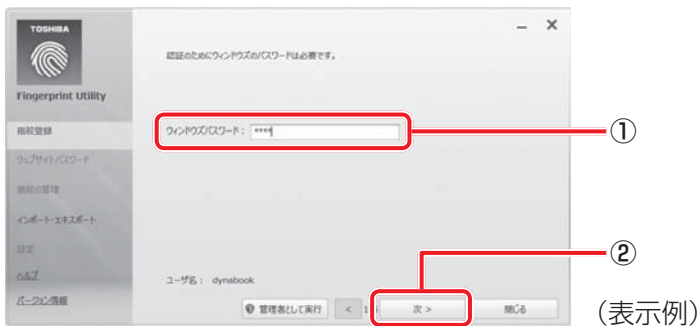 TOSHIBA
Fingerprint Utility
指紋登録
ウェブサイトパスワード
指紋の管理
インポート・エキスポート
設定
ヘルプ
バージョン情報
認証のためにウィンドウズのパスワードは必要です。
ウィンドウズパスワード: ****
①
②
ユーザ名: dynabook
管理者として実行
<
1
次 >
閉じる
(表示例)